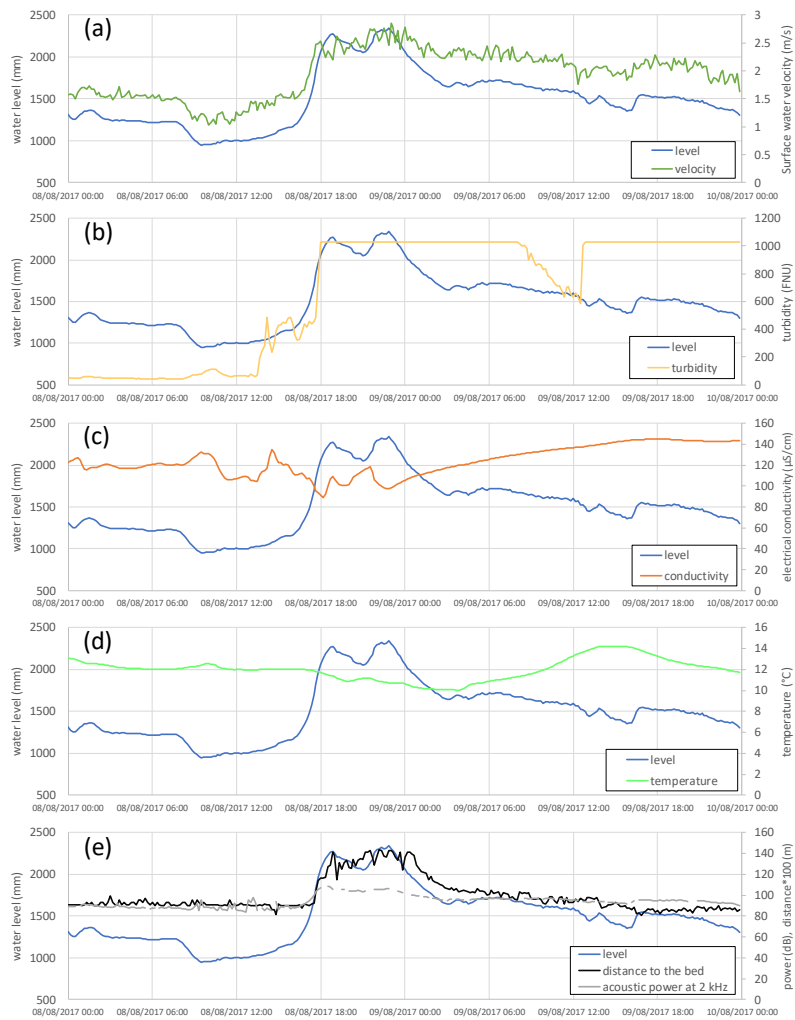 (a)
water level (mm)
2500
2000
1500
1000
500
3
2.5
2
1.5
1
0.5
0
Surface water velocity (m/s)
level
velocity
08/08/2017 00:00 08/08/2017 06:00 08/08/2017 12:00 08/08/2017 18:00 09/08/2017 00:00 09/08/2017 06:00 09/08/2017 12:00 09/08/2017 18:00 10/08/2017 00:00
(b)
water level (mm)
2500
2000
1500
1000
500
1200
1000
800
600
400
200
0
turbidity (FNU)
level
turbidity
08/08/2017 00:00 08/08/2017 06:00 08/08/2017 12:00 08/08/2017 18:00 09/08/2017 00:00 09/08/2017 06:00 09/08/2017 12:00 09/08/2017 18:00 10/08/2017 00:00
(c)
water level (mm)
2500
2000
1500
1000
500
160
140
120
100
80
60
40
20
0
electrical conductivity (µS/cm)
level
conductivity
08/08/2017 00:00 08/08/2017 06:00 08/08/2017 12:00 08/08/2017 18:00 09/08/2017 00:00 09/08/2017 06:00 09/08/2017 12:00 09/08/2017 18:00 10/08/2017 00:00
(d)
water level (mm)
2500
2000
1500
1000
500
16
14
12
10
8
6
4
2
0
temperature (°C)
level
temperature
08/08/2017 00:00 08/08/2017 06:00 08/08/2017 12:00 08/08/2017 18:00 09/08/2017 00:00 09/08/2017 06:00 09/08/2017 12:00 09/08/2017 18:00 10/08/2017 00:00
(e)
water level (mm)
2500
2000
1500
1000
500
160
140
120
100
80
60
40
20
0
power(dB), distance*100 (m)
level
distance to the bed
acoustic power at 2 kHz
08/08/2017 00:00 08/08/2017 06:00 08/08/2017 12:00 08/08/2017 18:00 09/08/2017 00:00 09/08/2017 06:00 09/08/2017 12:00 09/08/2017 18:00 10/08/2017 00:00